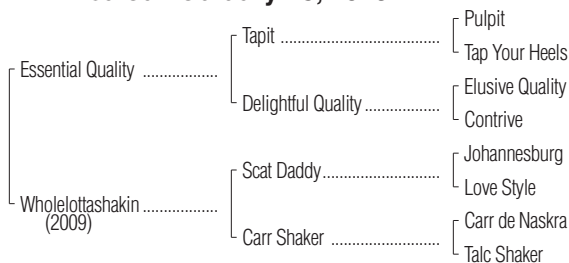 Essential Quality
Tapit
Pulpit
Tap Your Heels
Delightful Quality
Elusive Quality
Contrive
Wholelottashakin
(2009)
Scat Daddy
Johannesburg
Love Style
Carr Shaker
Carr de Naskra
Talc Shaker